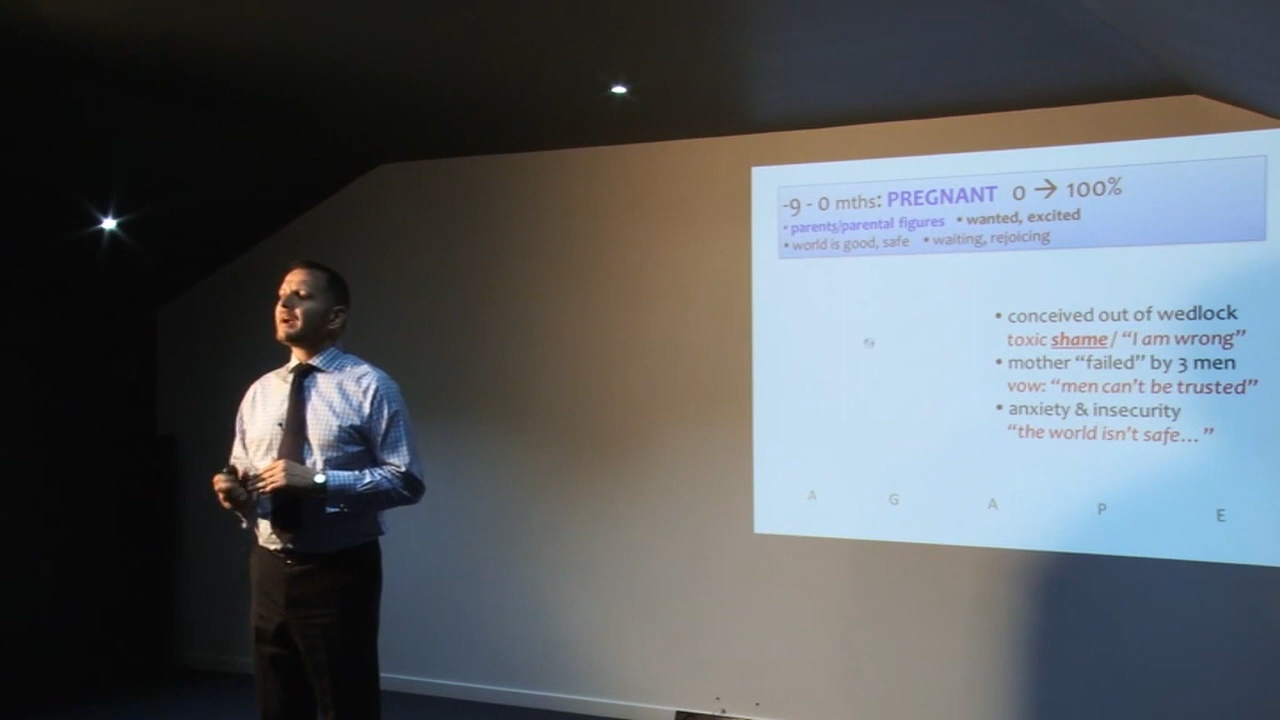 -9 - 0 mths: PREGNANT 0 → 100%
• parents/parental figures • wanted, excited
• world is good, safe • waiting, rejoicing
• conceived out of wedlock
toxic shame / “I am wrong”
• mother “failed” by 3 men
vow: “men can’t be trusted”
• anxiety & insecurity
“the world isn’t safe… ”
A G A P E